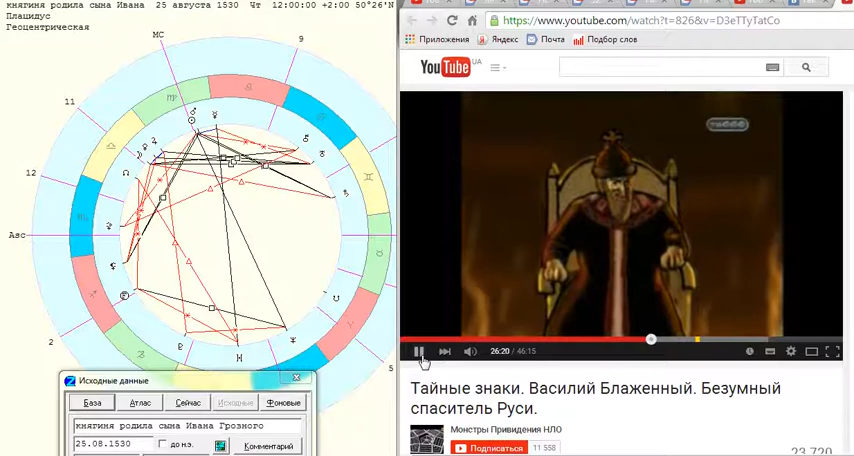 княгиня родила сына Ивана 25 августа 1530 Чт 12:00:00 +2:00 50°26'N
Плацидус
Геоцентрическая
MC
9
11
12
Asc
2
5
Исходные данные
База Атлас Сейчас Исходные Фоновые
княгиня родила сына Ивана Грозного
25.08.1530 до н.э. Комментарий
https://www.youtube.com/watch?t=826&v=D3eTTyTatCo
Приложения Яндекс Почта Подбор слов
YouTube UA
26:20 / 46:15
Тайные знаки. Василий Блаженный. Безумный
спаситель Руси.
Монстры Привидения НЛО
Подписаться 11 558
23 720